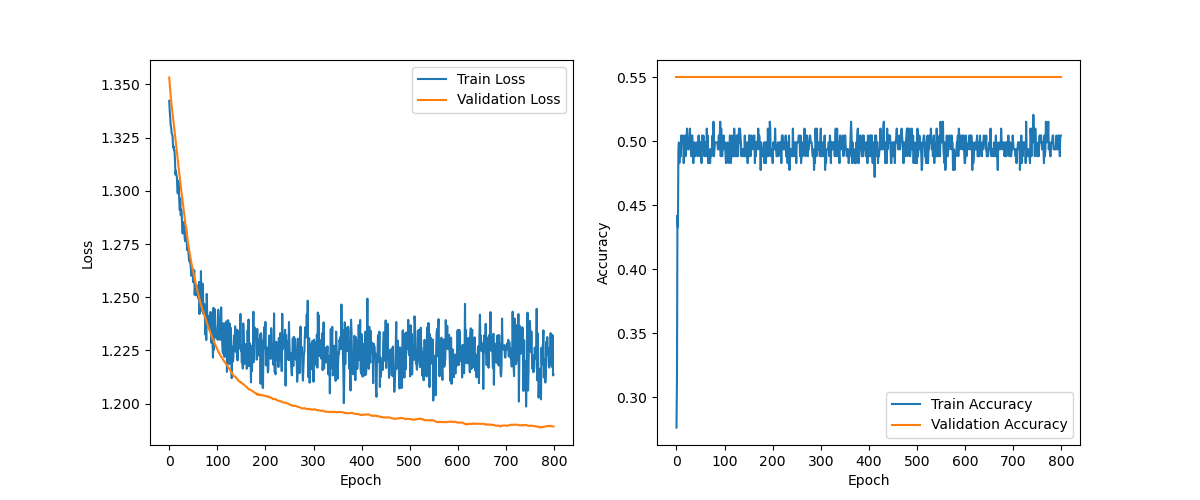 Train Loss
Validation Loss
1.350
1.325
1.300
1.275
1.250
1.225
1.200
Loss
0 100 200 300 400 500 600 700 800
Epoch
0.55
0.50
0.45
0.40
0.35
0.30
Accuracy
Train Accuracy
Validation Accuracy
0 100 200 300 400 500 600 700 800
Epoch